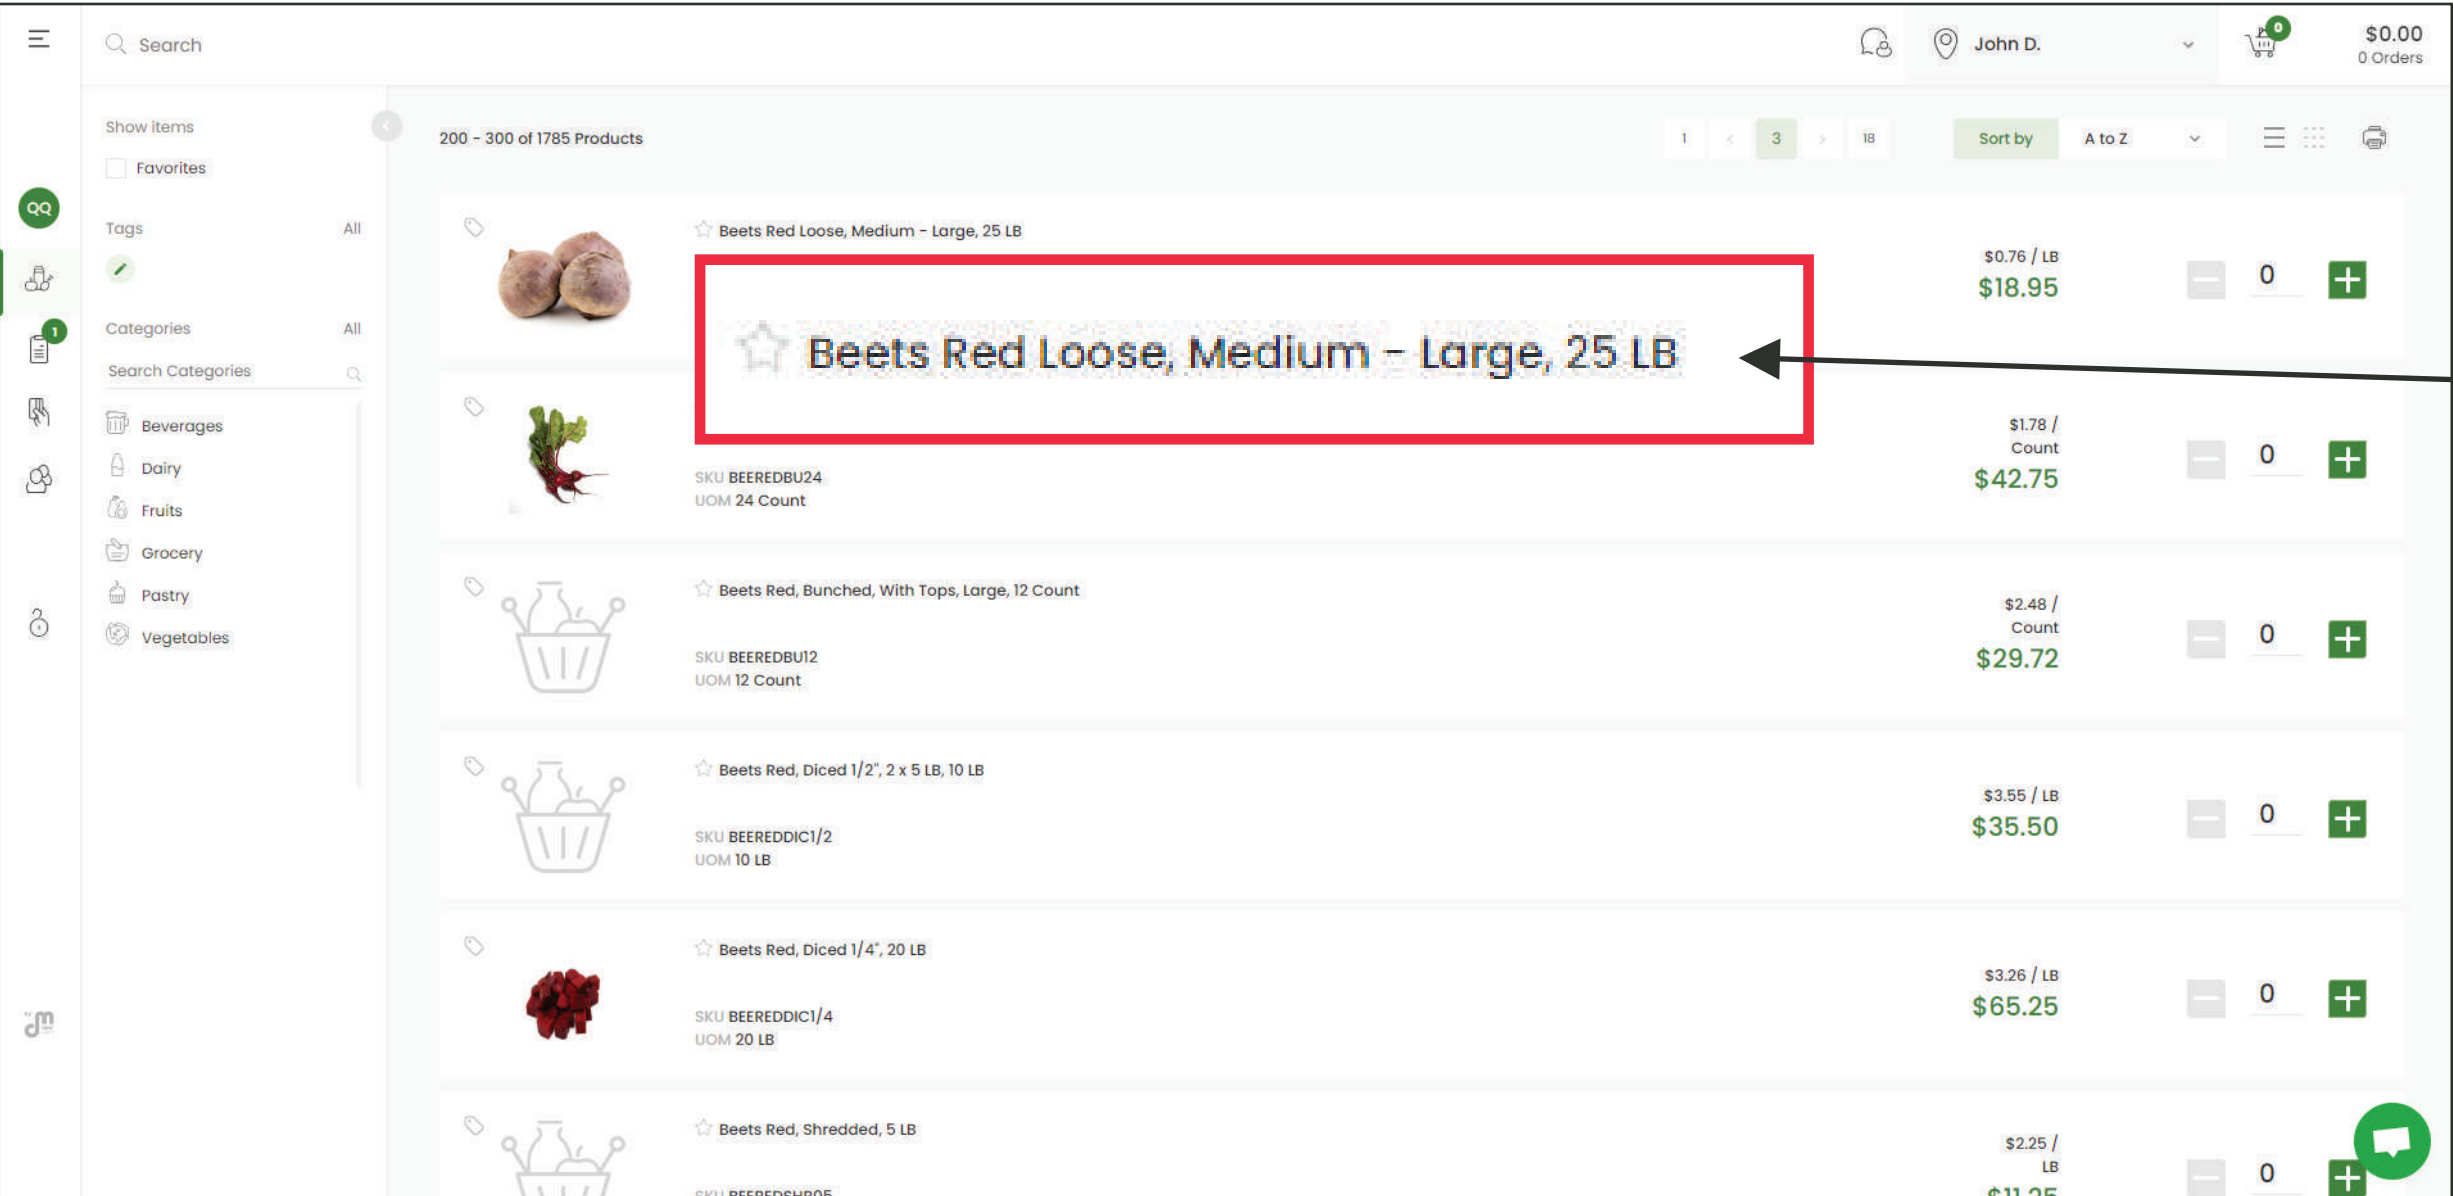 Search
John D.
0
$0.00
0 Orders
Show items
Favorites
QQ
Tags
All
Categories
All
1
Search Categories
Beverages
Dairy
Fruits
Grocery
Pastry
Vegetables
200 - 300 of 1785 Products
1 < 3 > 18
Sort by
A to Z
Beets Red Loose, Medium - Large, 25 LB
$0.76 / LB
$18.95
0
Beets Red Loose, Medium - Large, 25 LB
SKU BEEREDBU24
UOM 24 Count
$1.78 /
Count
$42.75
0
Beets Red, Bunched, With Tops, Large, 12 Count
SKU BEEREDBU12
UOM 12 Count
$2.48 /
Count
$29.72
0
Beets Red, Diced 1/2", 2 x 5 LB, 10 LB
SKU BEEREDDIC1/2
UOM 10 LB
$3.55 / LB
$35.50
0
Beets Red, Diced 1/4", 20 LB
SKU BEEREDDIC1/4
UOM 20 LB
$3.26 / LB
$65.25
0
Beets Red, Shredded, 5 LB
SKU BEEREDSHR05
$2.25 /
LB
$11.25
0